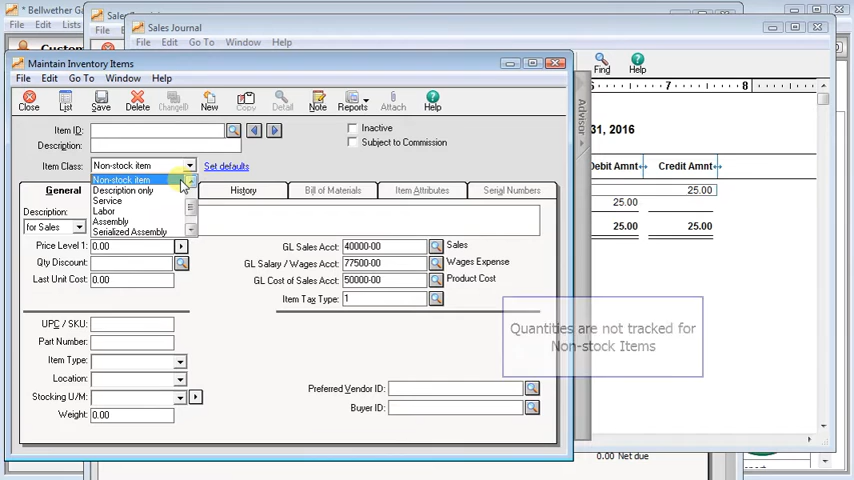 * Bellwether Ga
File Edit Lists
Custom
File
Sales Journal
File Edit Go To Window Help
Find Help
7 8
31, 2016
Debit Amnt Credit Amnt
25.00
25.00
25.00 25.00
Advisor
0.00 Net due
Maintain Inventory Items
File Edit Go To Window Help
Close List Save Delete Change ID New Copy Detail Note Reports Attach Help
Item ID:
Description:
Inactive
Subject to Commission
Item Class: Non-stock item Set defaults
Non-stock item
Description only
Service
Labor
Assembly
Serialized Assembly
General History Bill of Materials Item Attributes Serial Numbers
Description:
for Sales
Price Level 1: 0.00
Qty Discount:
Last Unit Cost: 0.00
GL Sales Acct: 40000-00 Sales
GL Salary / Wages Acct: 77500-00 Wages Expense
GL Cost of Sales Acct: 50000-00 Product Cost
Item Tax Type: 1
UPC / SKU:
Part Number:
Item Type:
Location:
Stocking U/M:
Weight: 0.00
Preferred Vendor ID:
Buyer ID:
Quantities are not tracked for
Non-stock Items